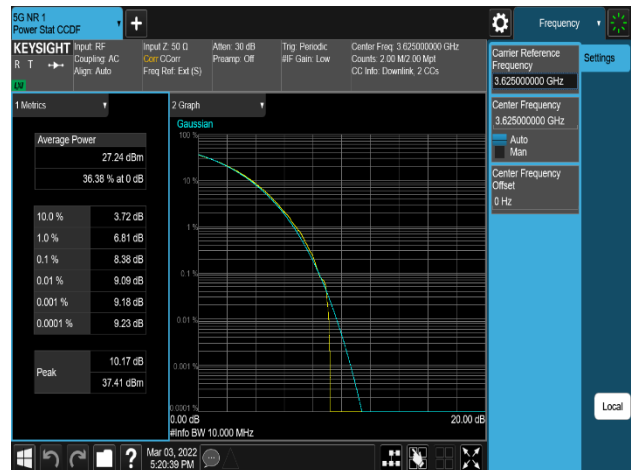 5G NR 1
Power Stat CCDF
Frequency
KEYSIGHT
R T
LXI
Input: RF
Coupling: AC
Align: Auto
Input Z: 50 Ω
Corr CCorr
Freq Ref: Ext (S)
Atten: 30 dB
Preamp: Off
Trig: Periodic
#IF Gain: Low
Center Freq: 3.625000000 GHz
Counts: 2.00 M/2.00 Mpt
CC Info: Downlink, 2 CCs
Carrier Reference
Frequency
3.625000000 GHz
Center Frequency
3.625000000 GHz
Auto
Man
Center Frequency
Offset
0 Hz
Settings
Local
1 Metrics
Average Power
27.24 dBm
36.38 % at 0 dB
10.0 % 3.72 dB
1.0 % 6.81 dB
0.1 % 8.38 dB
0.01 % 9.09 dB
0.001 % 9.18 dB
0.0001 % 9.23 dB
Peak
10.17 dB
37.41 dBm
2 Graph
Gaussian
100 %
10 %
1 %
0.1 %
0.01 %
0.001 %
0.0001 %
0.00 dB
20.00 dB
#Info BW 10.000 MHz
?
Mar 03, 2022
5:20:39 PM